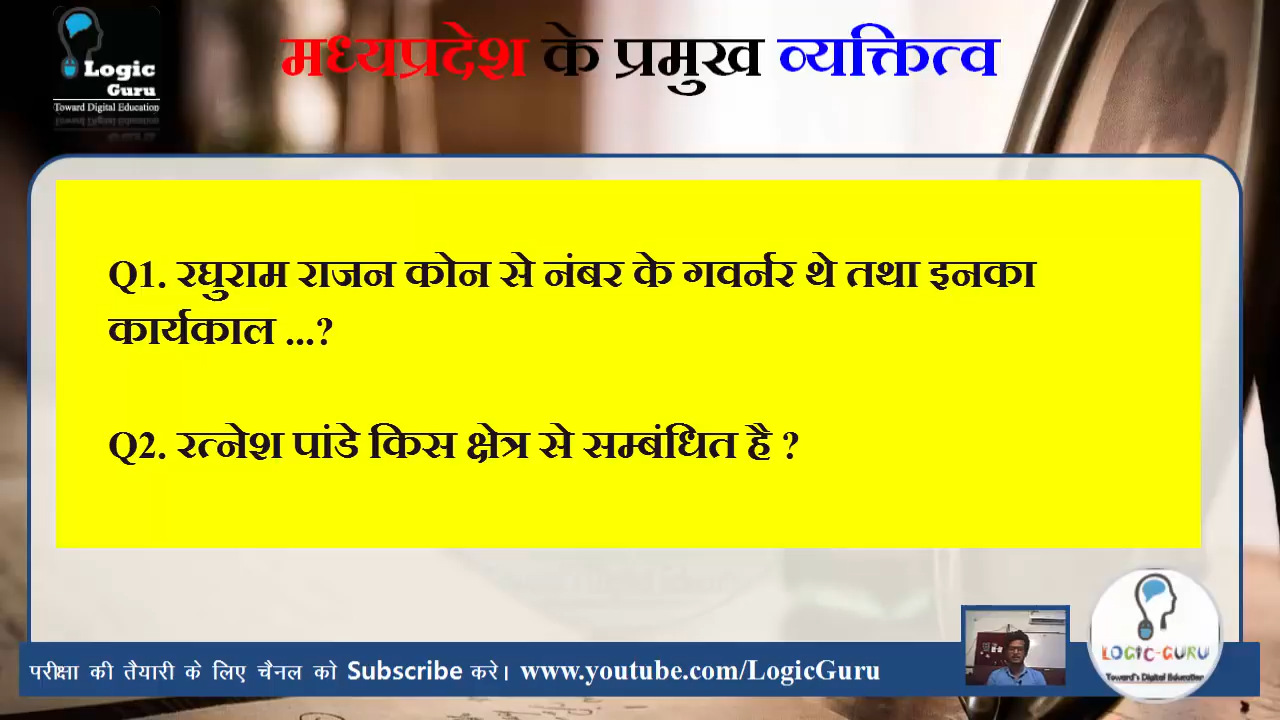 Logic
Guru
Toward Digital Education
मध्यप्रदेश के प्रमुख व्यक्तित्व
Q1. रघुराम राजन कोन से नंबर के गवर्नर थे तथा इनका
कार्यकाल ...?
Q2. रत्नेश पांडे किस क्षेत्र से सम्बंधित है ?
परीक्षा की तैयारी के लिए चैनल को Subscribe करे। www.youtube.com/LogicGuru
LOGIC-GURU
Toward's Digital Education